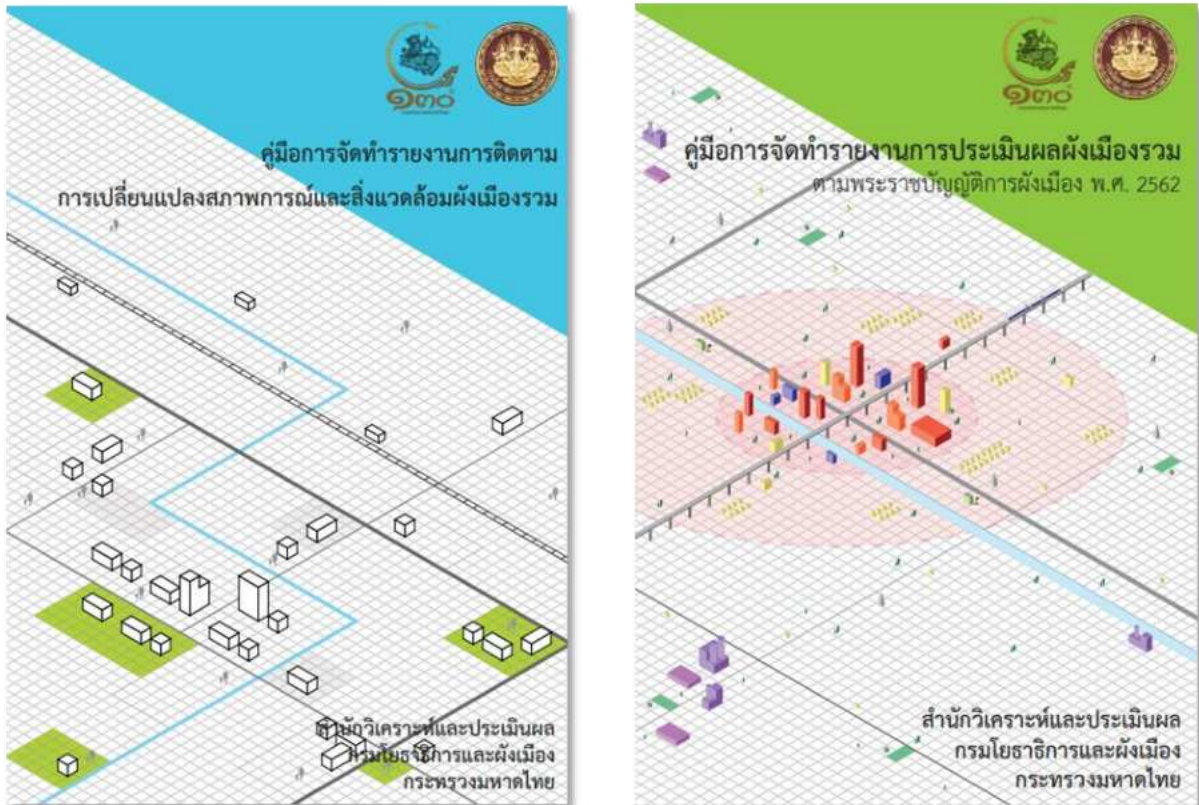 ๑๓๐
คู่มือการจัดทำรายงานการติดตาม
การเปลี่ยนแปลงสภาพการณ์และสิ่งแวดล้อมผังเมืองรวม
สำนักวิเคราะห์และประเมินผล
กรมโยธาธิการและผังเมือง
กระทรวงมหาดไทย
๑๓๐
คู่มือการจัดทำรายงานการประเมินผลผังเมืองรวม
ตามพระราชบัญญัติการผังเมือง พ.ศ. 2562
สำนักวิเคราะห์และประเมินผล
กรมโยธาธิการและผังเมือง
กระทรวงมหาดไทย